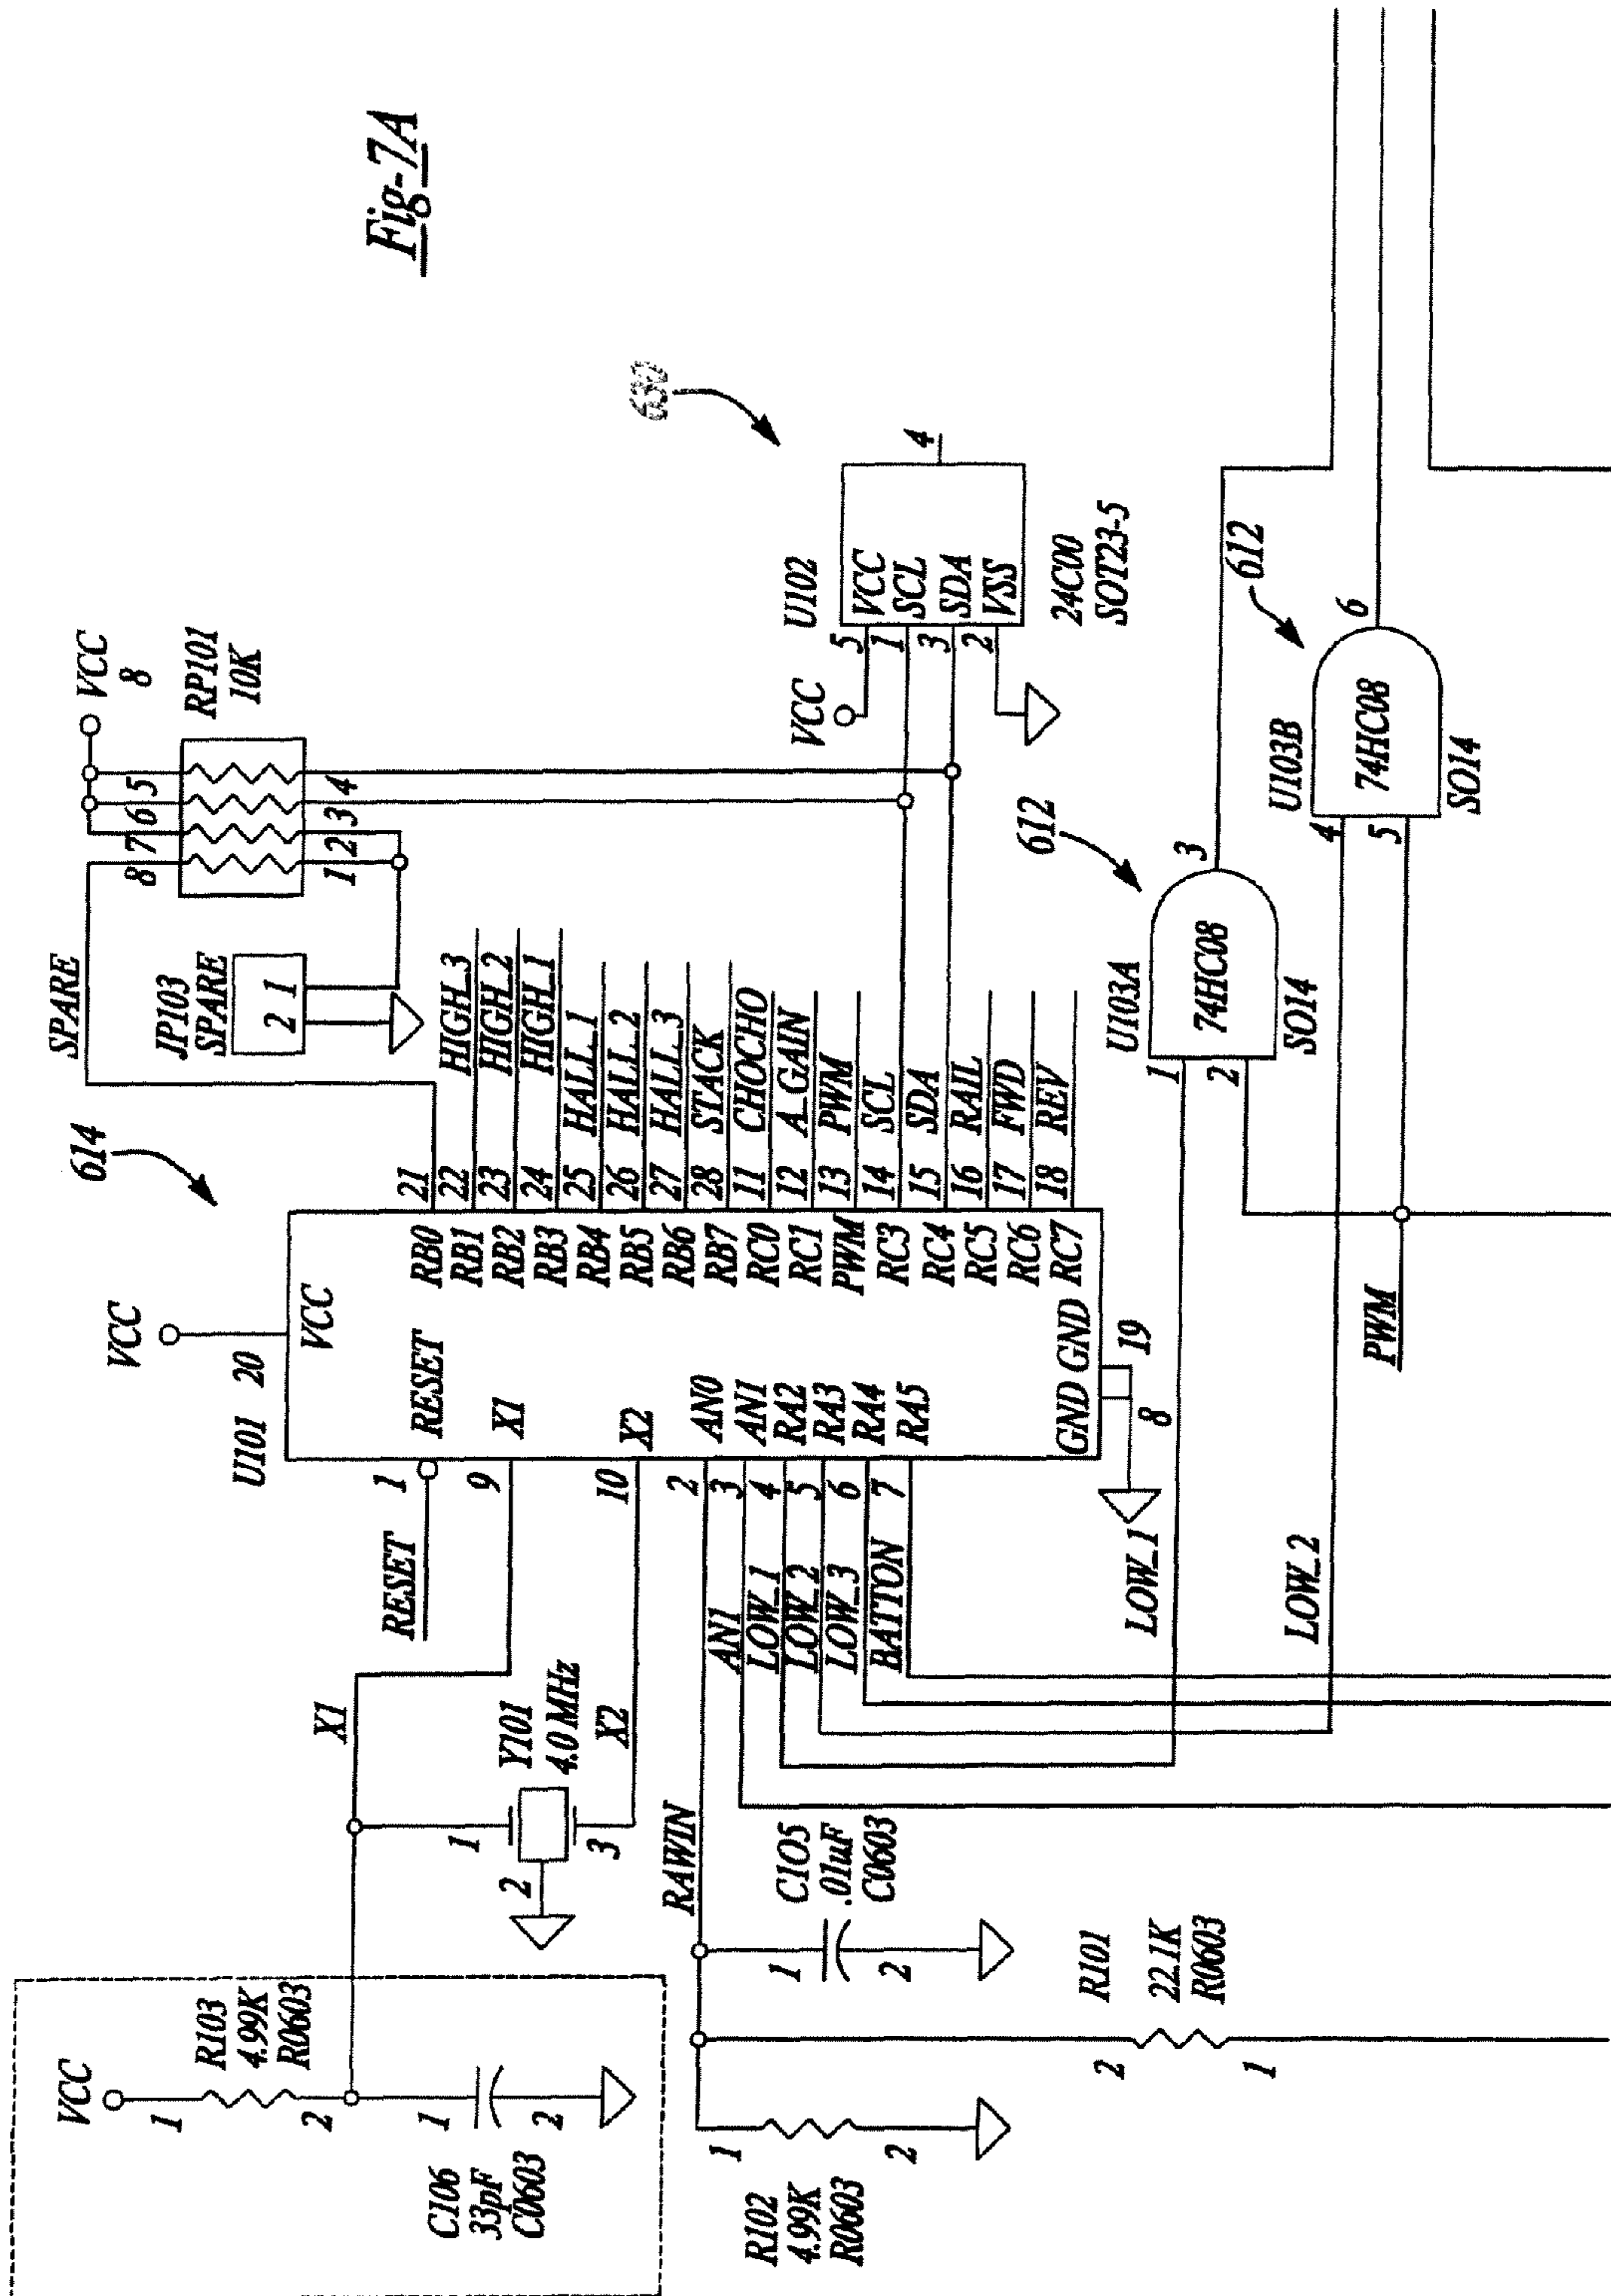 Fig-7A
VCC
R103
4.99K
R0603
1
2
C106
33pF
C0603
1
2
X1
Y101
4.0 MHz
1
2
3
X2
RESET
RAWIN
C105
.01uF
C0603
1
2
R102
4.99K
R0603
1
2
R101
22.1K
R0603
2
1
614
VCC
U101 20
VCC
1 RESET
9 X1
10 X2
2 AN0
AN1 3 AN1
LOW_1 4 RA2
LOW_2 5 RA3
LOW_3 6 RA4
BATTON 7 RA5
GND GND
8 19
RB0 21
RB1 22 HIGH_3
RB2 23 HIGH_2
RB3 24 HIGH_1
RB4 25 HALL_1
RB5 26 HALL_2
RB6 27 HALL_3
RB7 28 STACK
RC0 11 CHOCHO
RC1 12 A_GAIN
PWM 13 PWM
RC3 14 SCL
RC4 15 SDA
RC5 16 RAIL
RC6 17 FWD
RC7 18 REV
SPARE
JP103
SPARE
2 1
VCC
8
RP101
10K
8 7 6 5
1 2 3 4
630
U102
VCC
5 VCC
1 SCL
3 SDA
2 VSS
4
24C00
SOT23-5
612
U103A
LOW_1
1
2
74HC08
3
SO14
612
U103B
LOW_2
4
5
74HC08
6
SO14
PWM